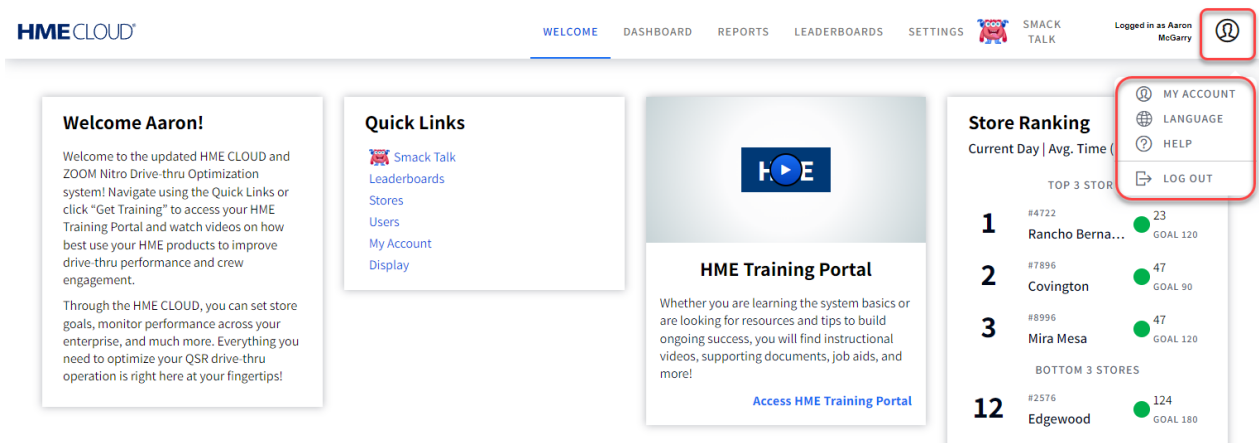 HME CLOUD®
WELCOME
DASHBOARD
REPORTS
LEADERBOARDS
SETTINGS
SMACK
TALK
Logged in as Aaron
McGarry
MY ACCOUNT
LANGUAGE
HELP
LOG OUT
Welcome Aaron!
Welcome to the updated HME CLOUD and
ZOOM Nitro Drive-thru Optimization
system! Navigate using the Quick Links or
click “Get Training” to access your HME
Training Portal and watch videos on how
best use your HME products to improve
drive-thru performance and crew
engagement.
Through the HME CLOUD, you can set store
goals, monitor performance across your
enterprise, and much more. Everything you
need to optimize your QSR drive-thru
operation is right here at your fingertips!
Quick Links
Smack Talk
Leaderboards
Stores
Users
My Account
Display
HME
HME Training Portal
Whether you are learning the system basics or
are looking for resources and tips to build
ongoing success, you will find instructional
videos, supporting documents, job aids, and
more!
Access HME Training Portal
Store Ranking
Current Day | Avg. Time (
TOP 3 STOR
1
#4722
Rancho Berna...
23
GOAL 120
2
#7896
Covington
47
GOAL 90
3
#8996
Mira Mesa
47
GOAL 120
BOTTOM 3 STORES
12
#2576
Edgewood
124
GOAL 180